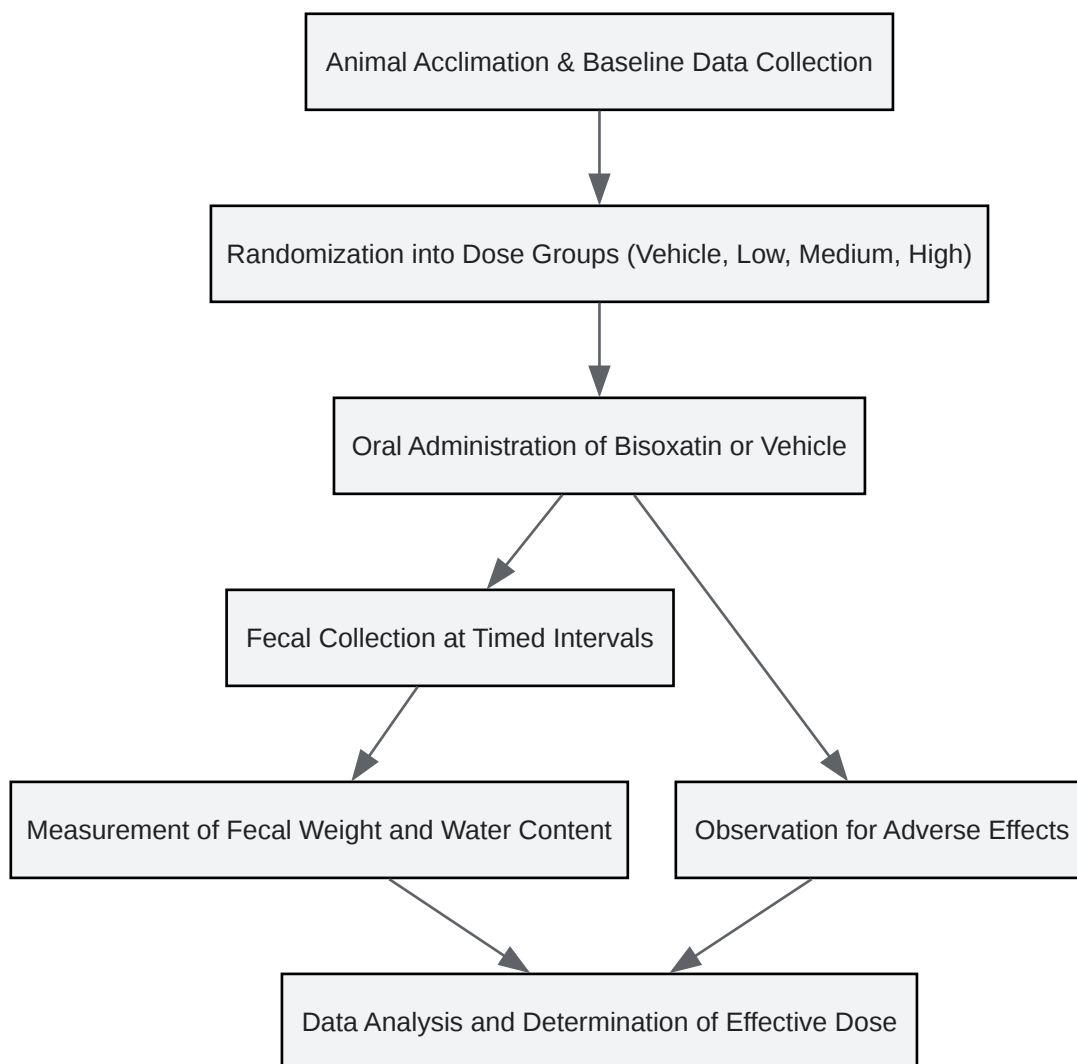 Animal Acclimation & Baseline Data Collection
Randomization into Dose Groups (Vehicle, Low, Medium, High)
Oral Administration of Bisoxatin or Vehicle
Fecal Collection at Timed Intervals
Measurement of Fecal Weight and Water Content
Observation for Adverse Effects
Data Analysis and Determination of Effective Dose